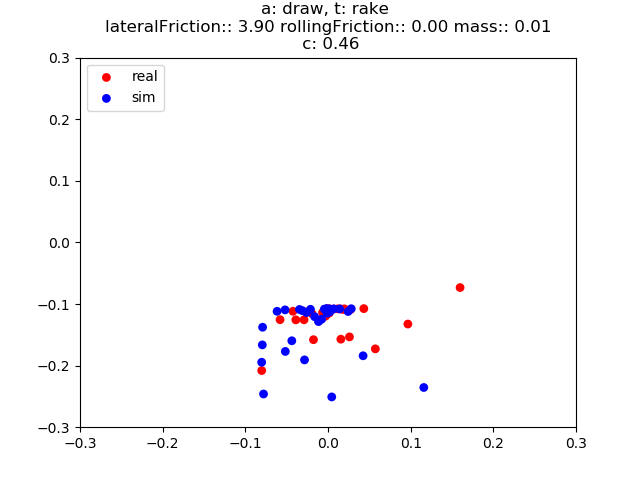 a: draw, t: rake
lateralFriction:: 3.90 rollingFriction:: 0.00 mass:: 0.01
c: 0.46
real
sim
0.3
0.2
0.1
0.0
−0.1
−0.2
−0.3
−0.3
−0.2
−0.1
0.0
0.1
0.2
0.3